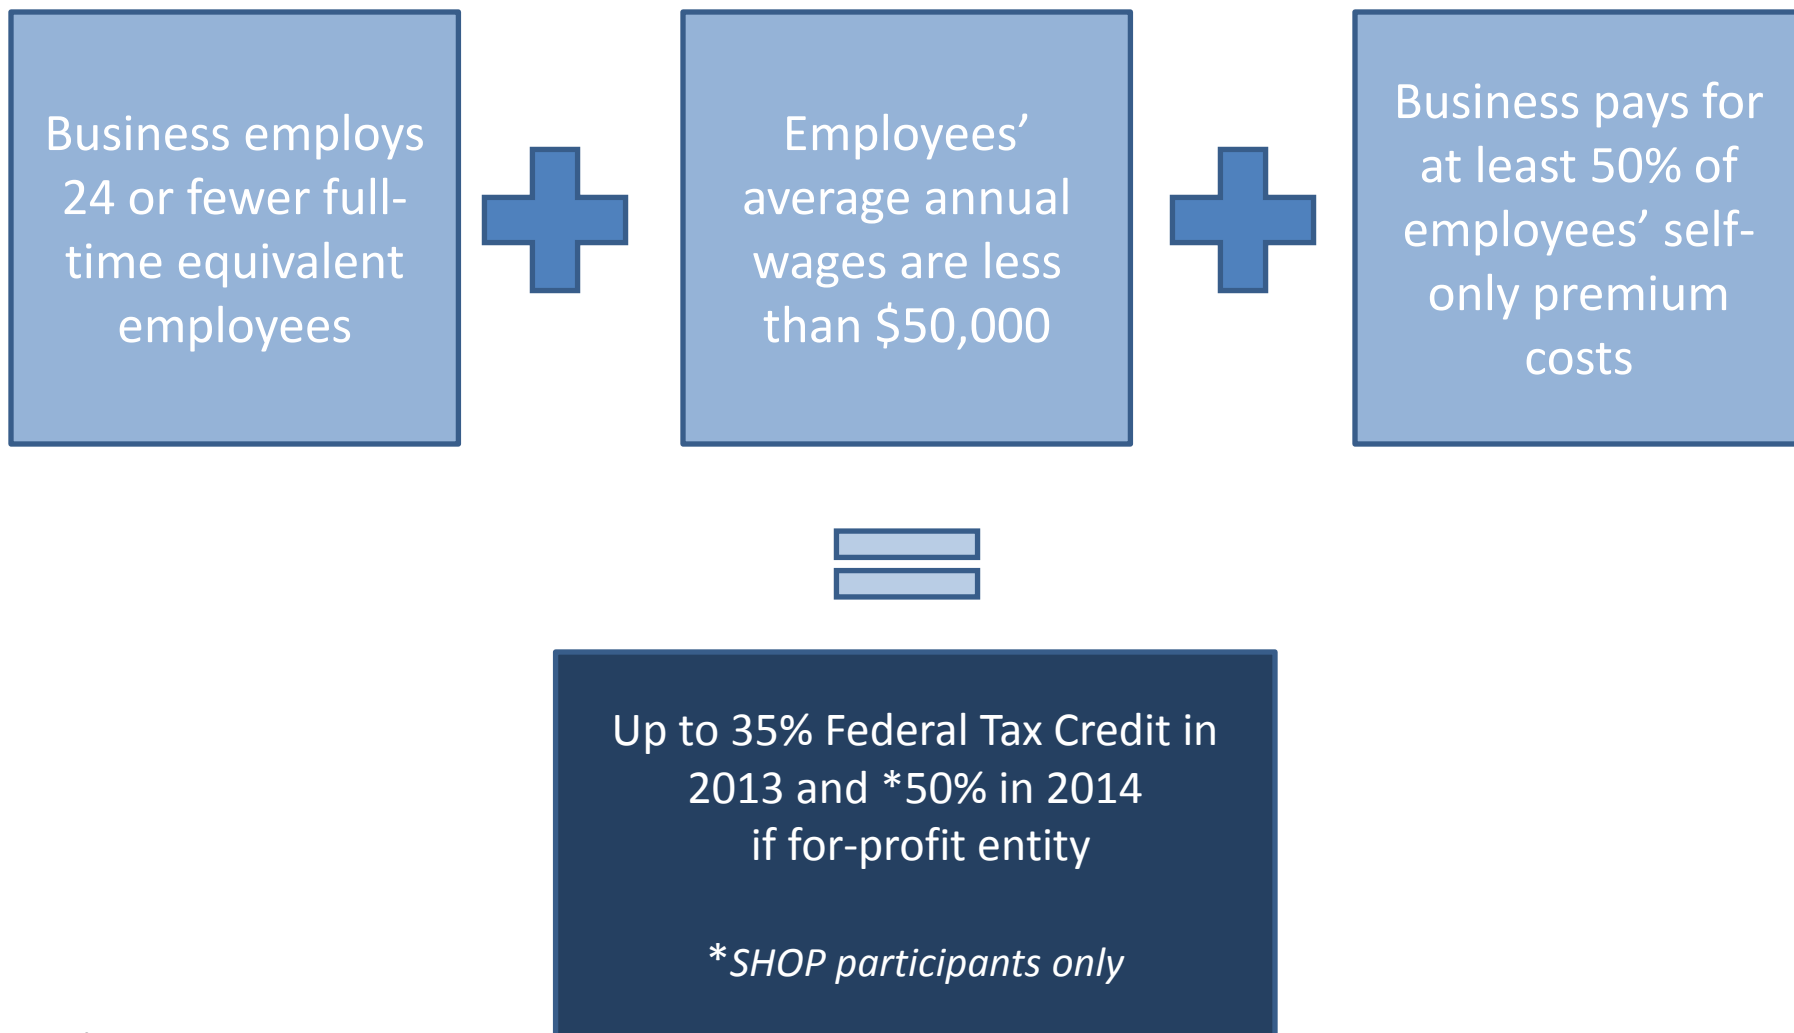 Business employs
24 or fewer full-
time equivalent
employees
Employees’
average annual
wages are less
than $50,000
Business pays for
at least 50% of
employees’ self-
only premium
costs
Up to 35% Federal Tax Credit in
2013 and *50% in 2014
if for-profit entity
*SHOP participants only